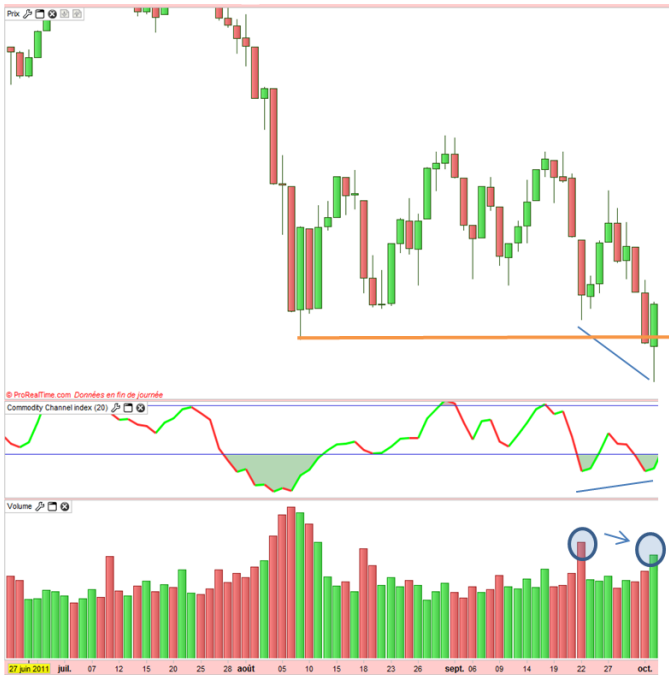 Prix
© ProRealTime.com Données en fin de journée
Commodity Channel index (20)
Volume
27 juin 2011 juil. 07 12 15 20 25 28 août 05 10 15 18 23 26 sept. 06 09 14 19 22 27 oct.